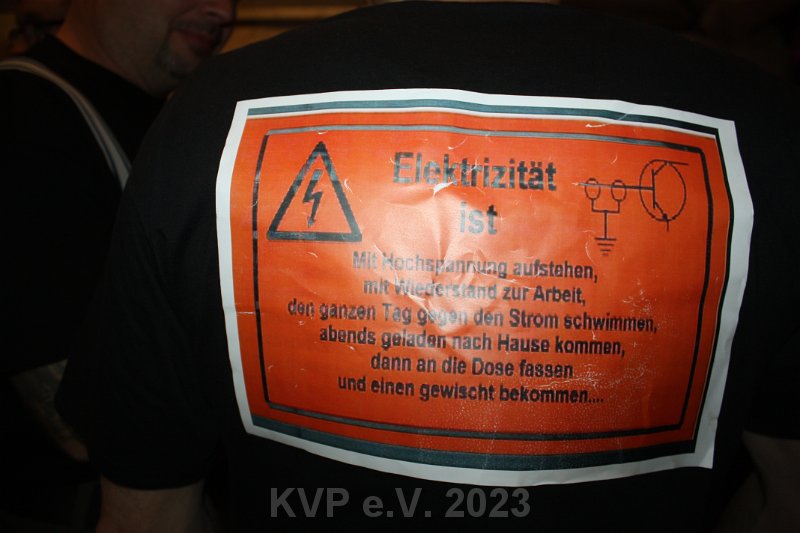 Elektrizität
ist
Mit Hochspannung aufstehen,
mit Wiederstand zur Arbeit,
den ganzen Tag gegen den Strom schwimmen,
abends geladen nach Hause kommen,
dann an die Dose fassen
und einen gewischt bekommen....
KVP e.V. 2023